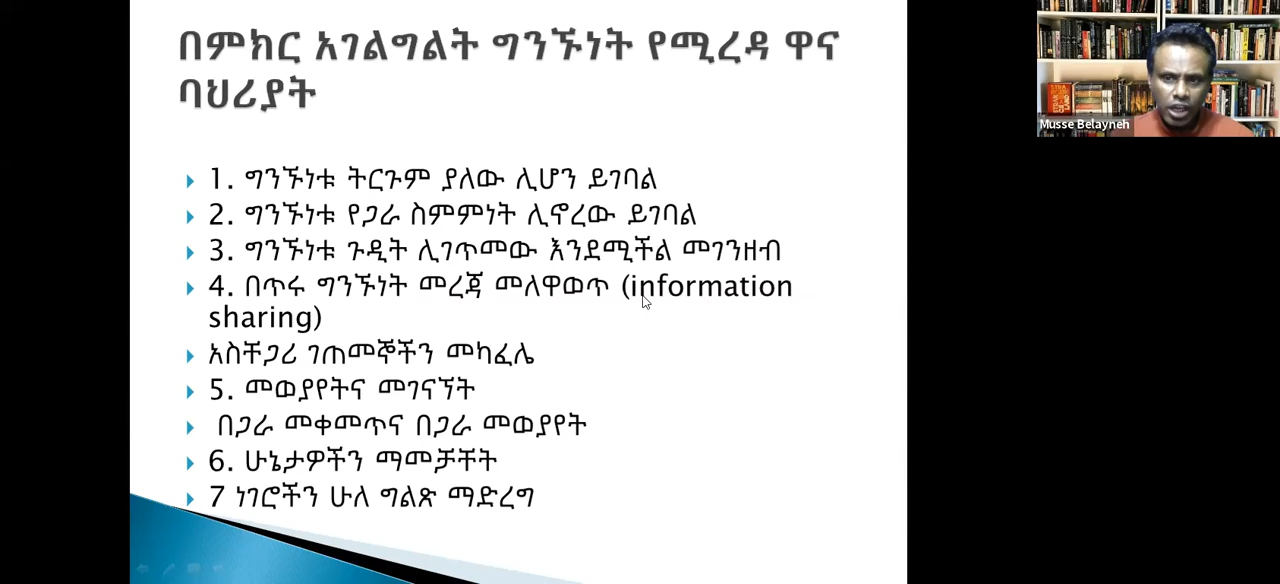 በምክር አገልግልት ግንኙነት የሚረዳ ዋና
ባህሪያት
1. ግንኙነቱ ትርጉም ያለው ሊሆን ይገባል
2. ግንኙነቱ የጋራ ስምምነት ሊኖረው ይገባል
3. ግንኙነቱ ጉዲት ሊገጥመው እንደሚችል መገንዘብ
4. በጥሩ ግንኙነት መረጃ መለዋወጥ (information
sharing)
አስቸጋሪ ገጠመኞችን መካፈሌ
5. መወያየትና መገናኘት
በጋራ መቀመጥና በጋራ መወያየት
6. ሁኔታዎችን ማመቻቸት
7 ነገሮችን ሁለ ግልጽ ማድረግ
Musse Belayneh